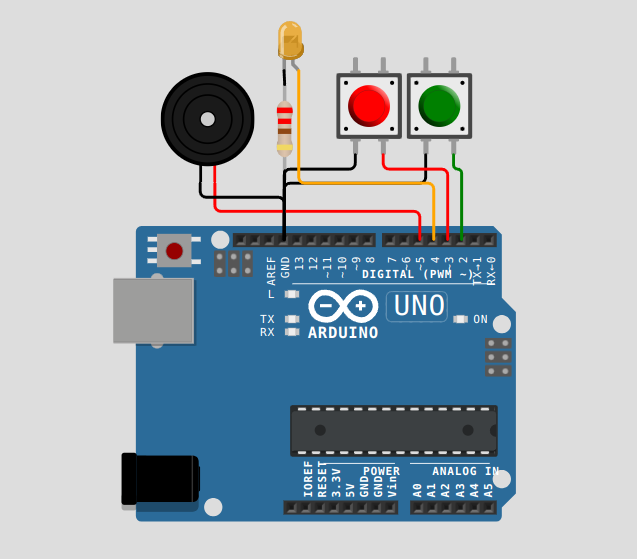 AREF
GND
13
12
~11
~10
~9
8
7
~6
~5
4
~3
2
TX→1
RX←0
DIGITAL (PWM ~)
L
TX
RX
UNO
ON
ARDUINO
IOREF
RESET
3.3V
5V
GND
GND
Vin
POWER
ANALOG IN
A0
A1
A2
A3
A4
A5